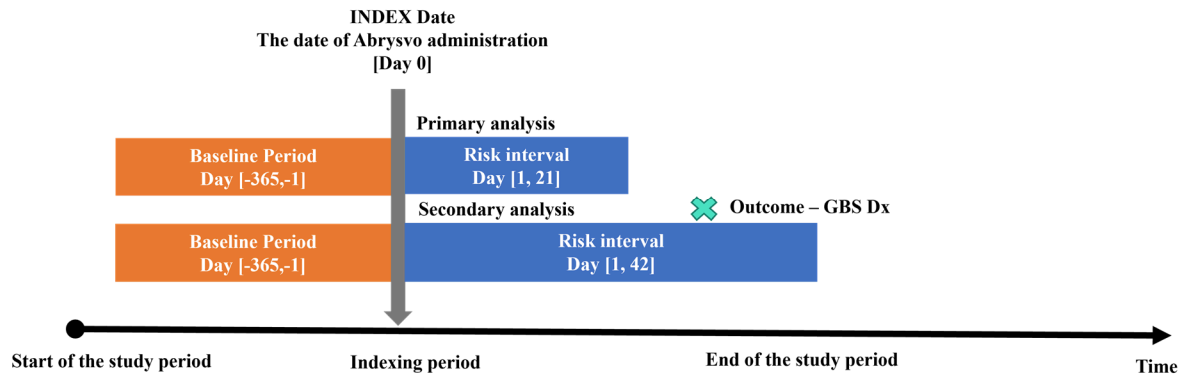 INDEX Date
The date of Abrysvo administration
[Day 0]
Primary analysis
Baseline Period
Day [-365,-1]
Risk interval
Day [1, 21]
Secondary analysis
Outcome – GBS Dx
Baseline Period
Day [-365,-1]
Risk interval
Day [1, 42]
Start of the study period
Indexing period
End of the study period
Time